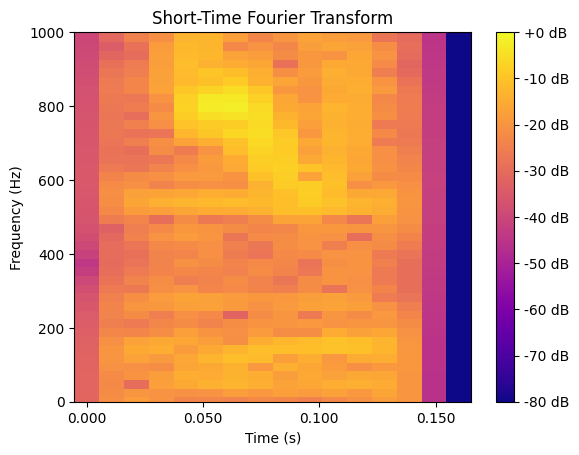 Short-Time Fourier Transform
Frequency (Hz)
1000
800
600
400
200
0
0.000
0.050
0.100
0.150
Time (s)
+0 dB
-10 dB
-20 dB
-30 dB
-40 dB
-50 dB
-60 dB
-70 dB
-80 dB